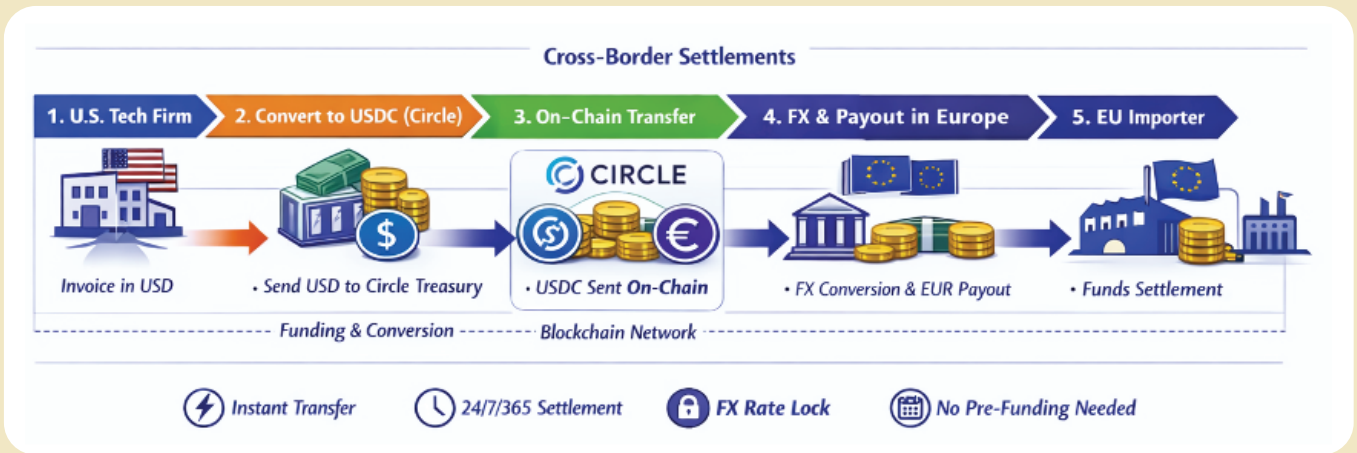 Cross-Border Settlements
1. U.S. Tech Firm
2. Convert to USDC (Circle)
3. On-Chain Transfer
4. FX & Payout in Europe
5. EU Importer
CIRCLE
$
€
Invoice in USD
• Send USD to Circle Treasury
• USDC Sent On-Chain
• FX Conversion & EUR Payout
• Funds Settlement
Funding & Conversion
Blockchain Network
Instant Transfer
24/7/365 Settlement
FX Rate Lock
No Pre-Funding Needed